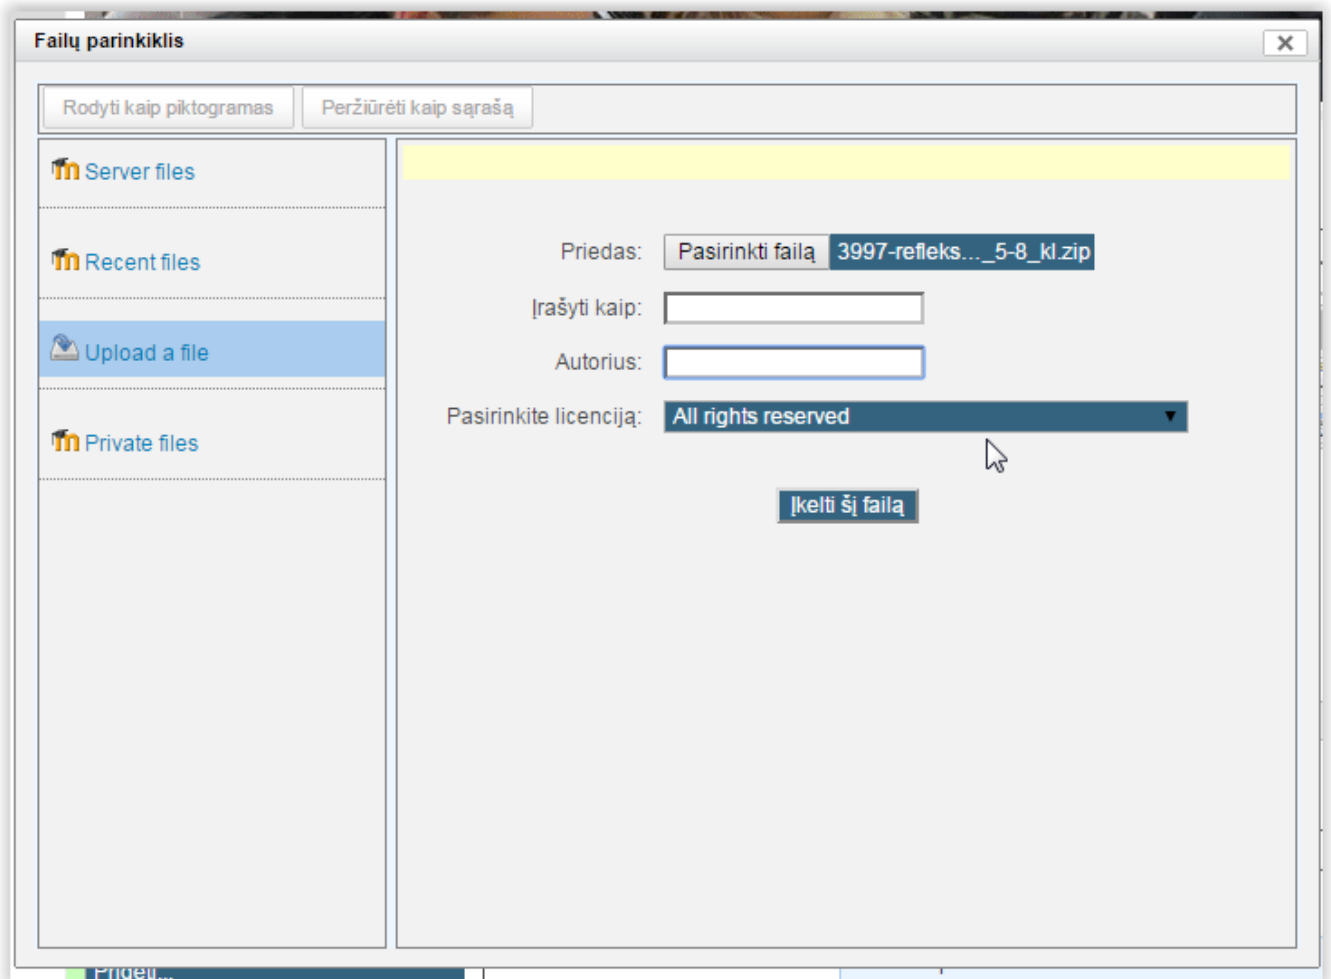 Failų parinkiklis
Rodyti kaip piktogramas Peržiūrėti kaip sąrašą
Server files
Recent files
Upload a file
Private files
Priedas: Pasirinkti failą 3997-refleks..._5-8_kl.zip
Įrašyti kaip:
Autorius:
Pasirinkite licenciją: All rights reserved
Įkelti šį failą
Pridėti...